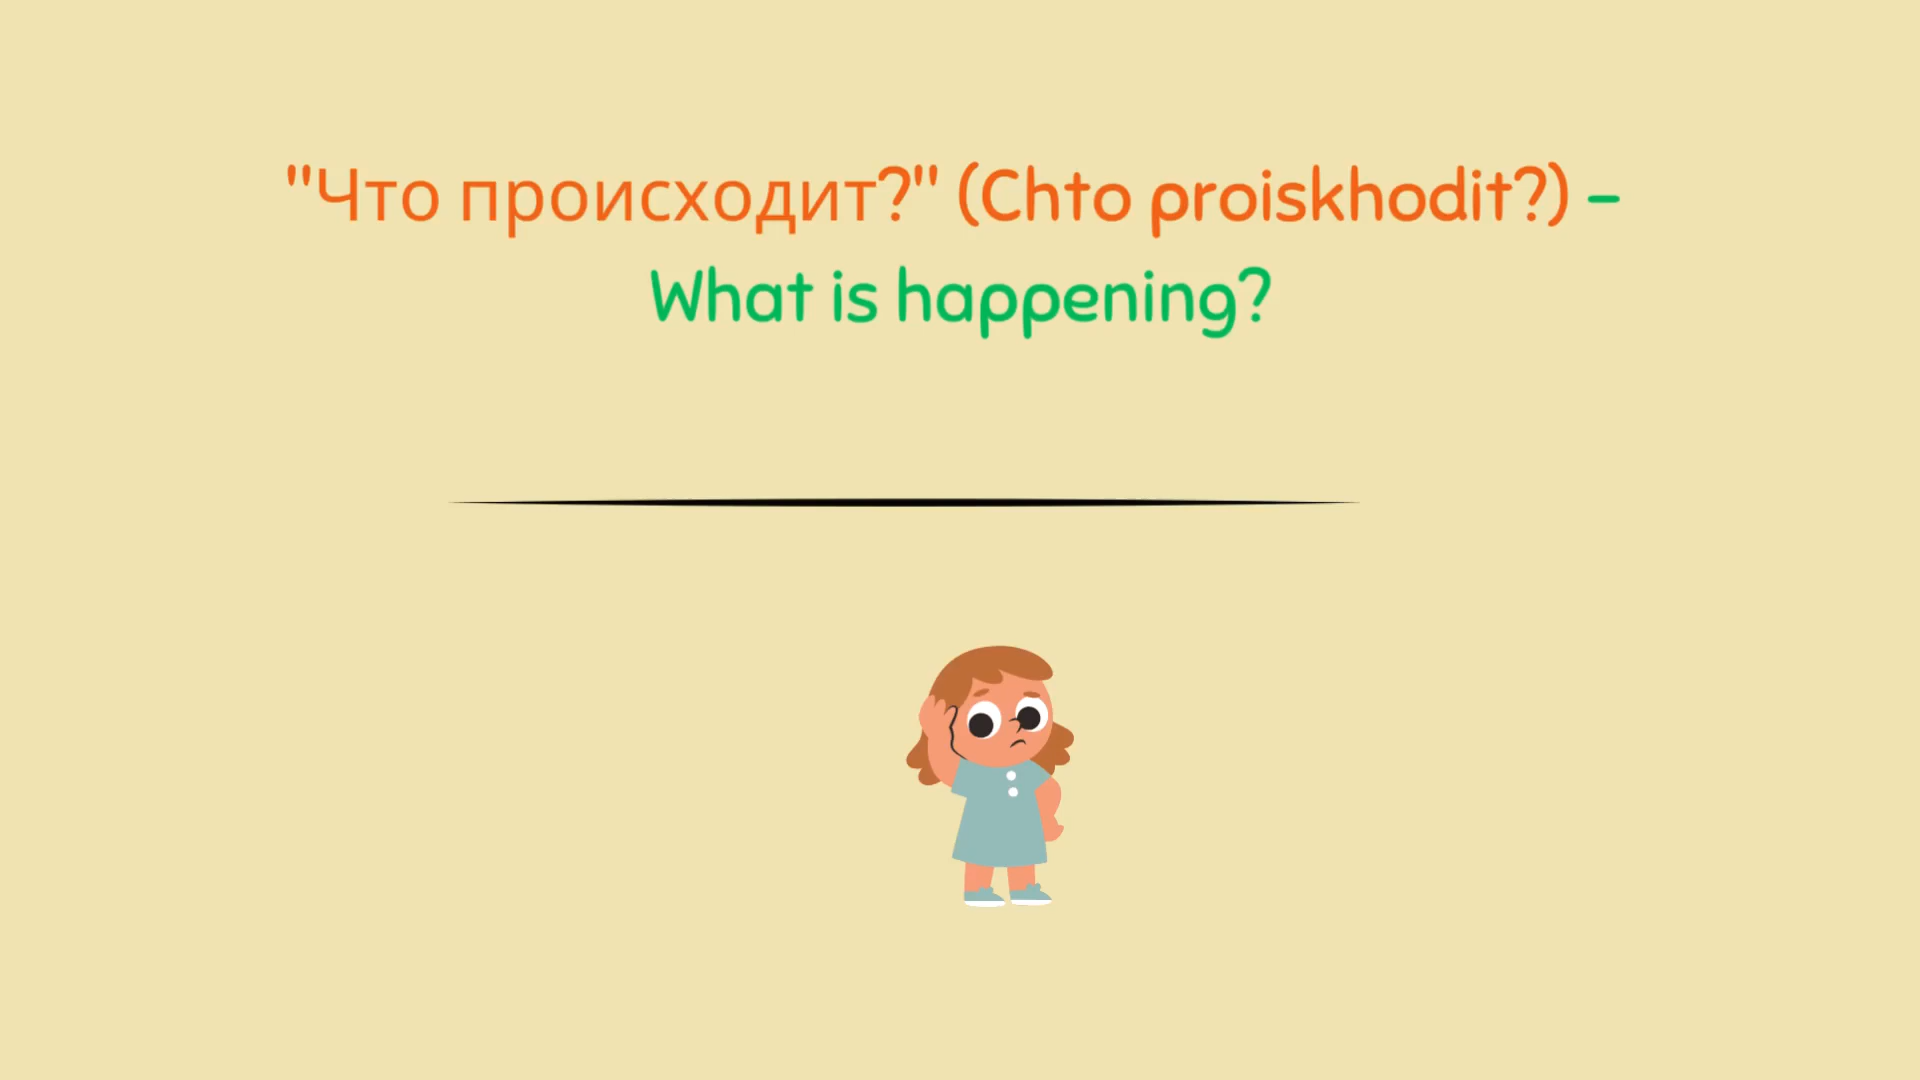 "Что происходит?" (Chto proiskhodit?) –
What is happening?